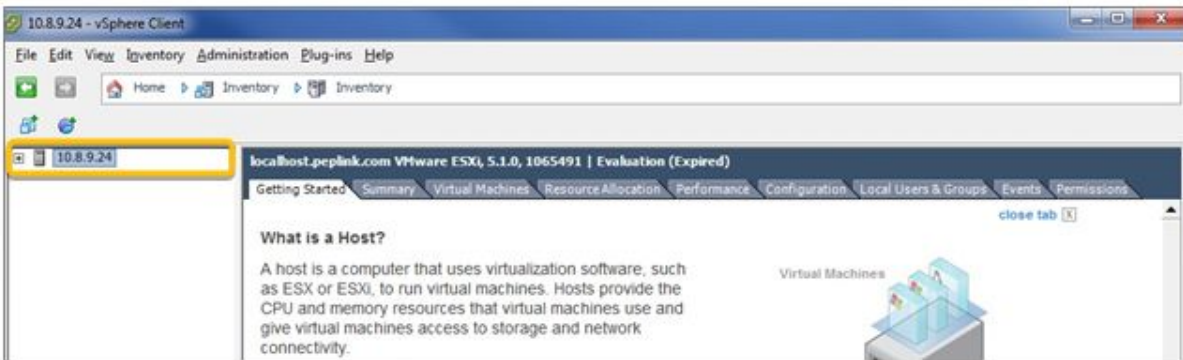 10.8.9.24 - vSphere Client
File Edit View Inventory Administration Plug-ins Help
Home Inventory Inventory
10.8.9.24
localhost.peplink.com VMware ESXi, 5.1.0, 1065491 | Evaluation (Expired)
Getting Started Summary Virtual Machines Resource Allocation Performance Configuration Local Users & Groups Events Permissions
close tab
What is a Host?
A host is a computer that uses virtualization software, such
as ESX or ESXi, to run virtual machines. Hosts provide the
CPU and memory resources that virtual machines use and
give virtual machines access to storage and network
connectivity.
Virtual Machines